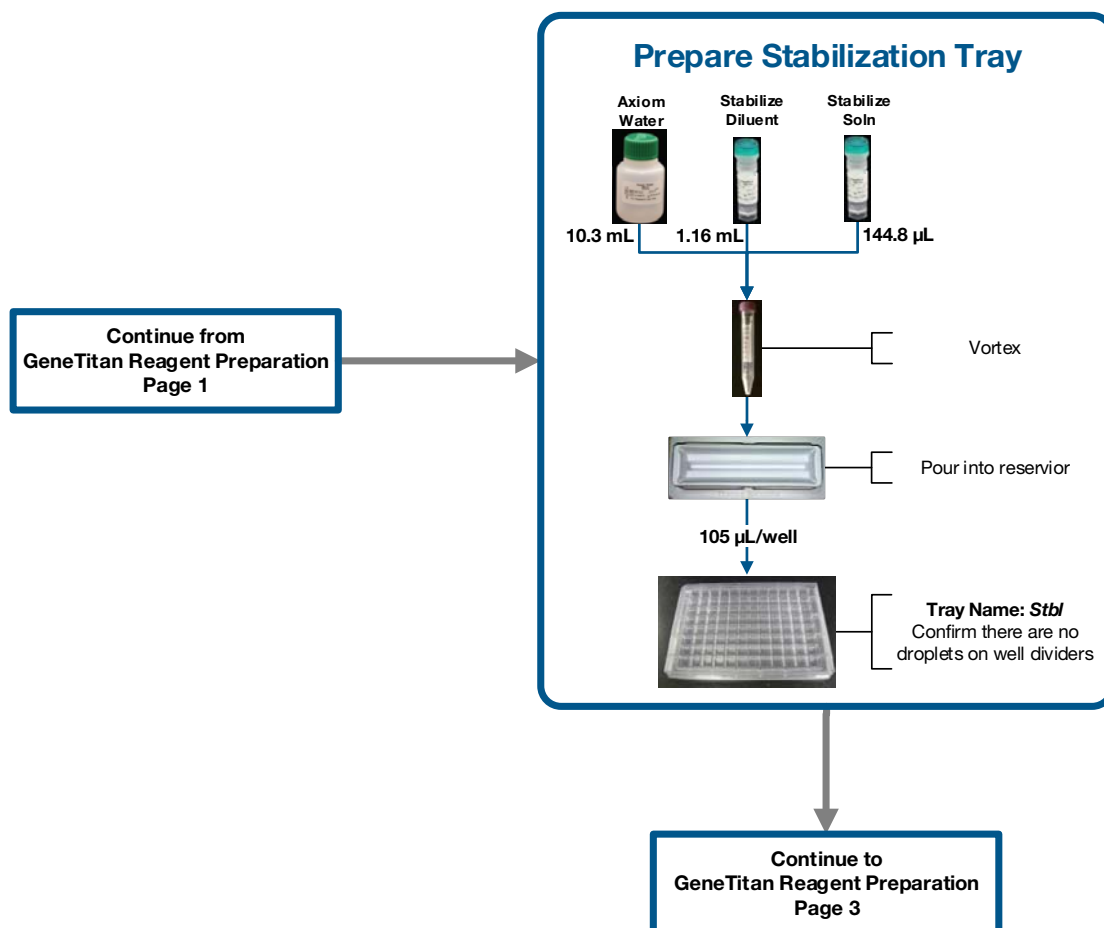 Prepare Stabilization Tray
Axiom
Water
Stabilize
Diluent
Stabilize
Soln
10.3 mL
1.16 mL
144.8 µL
Continue from
GeneTitan Reagent Preparation
Page 1
Vortex
Pour into reservior
105 µL/well
Tray Name: Stbl
Confirm there are no
droplets on well dividers
Continue to
GeneTitan Reagent Preparation
Page 3